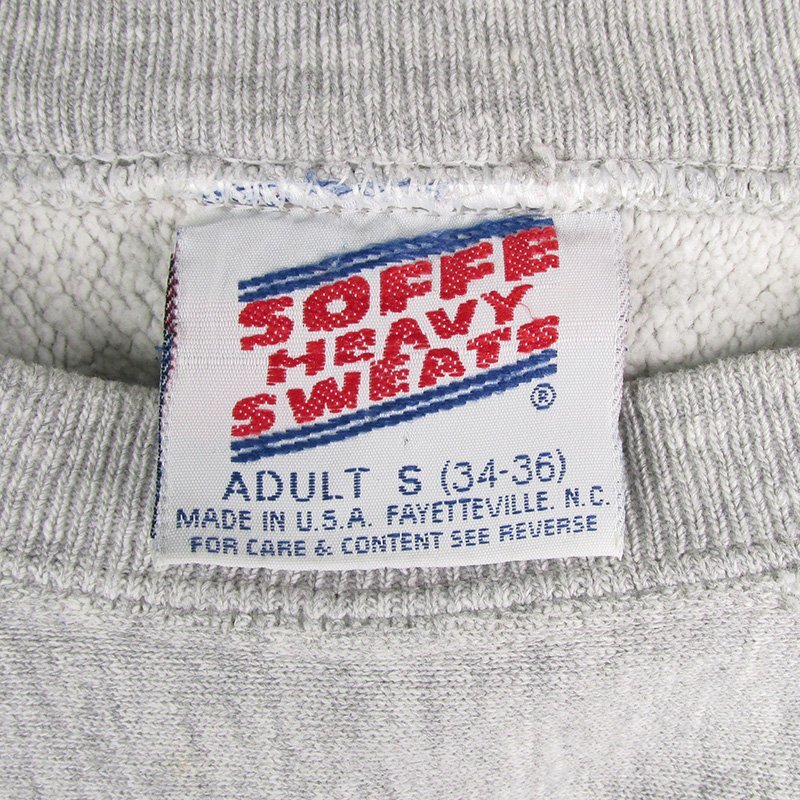 SOFFE
HEAVY
SWEATS
®
ADULT S (34-36)
MADE IN U.S.A. FAYETTEVILLE. N.C.
FOR CARE & CONTENT SEE REVERSE